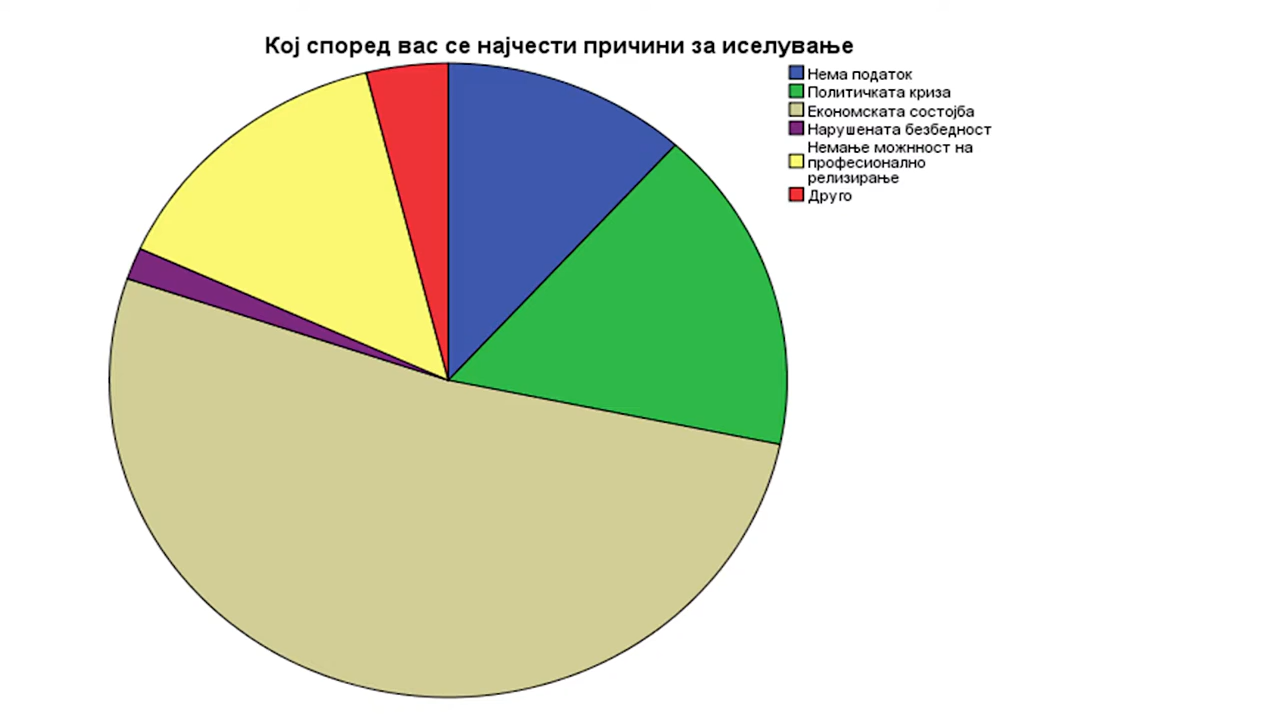 Кој според вас се најчести причини за иселување
Нема податок
Политичката криза
Економската состојба
Нарушената безбедност
Немање можнност на
професионално
релизирање
Друго